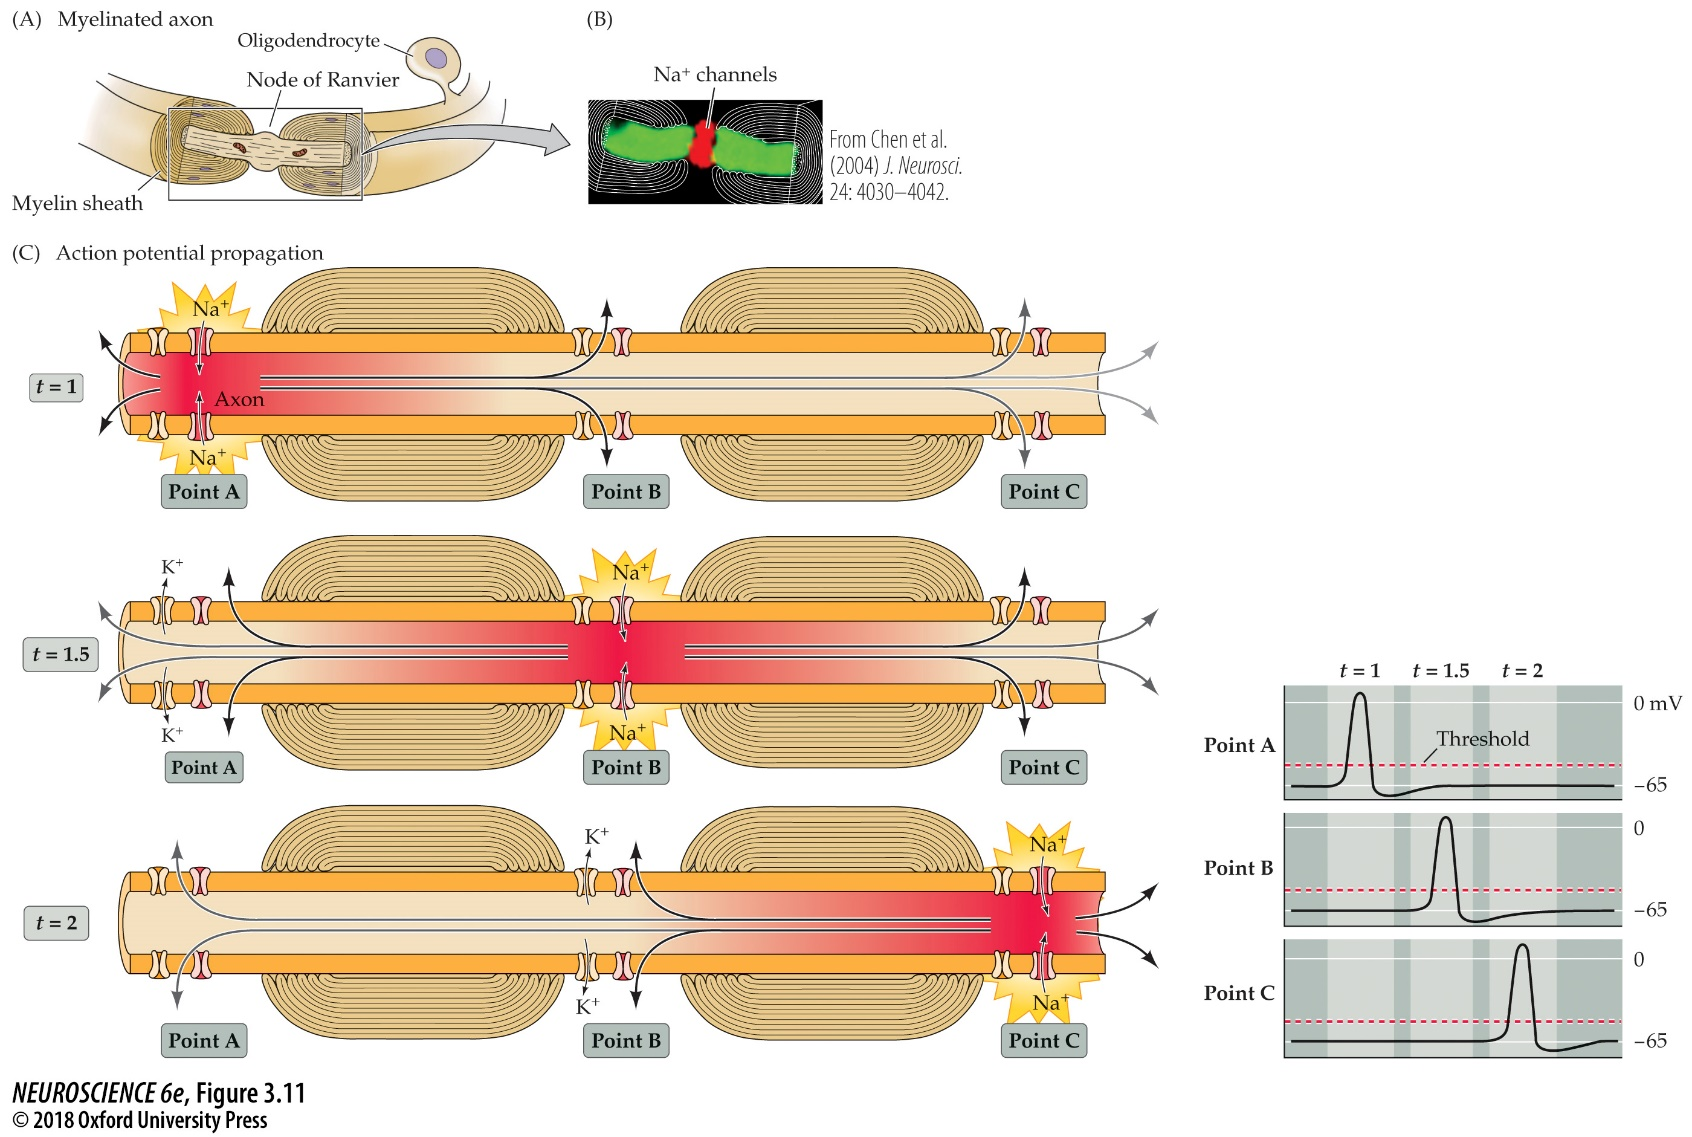 (A) Myelinated axon
Oligodendrocyte
Node of Ranvier
Myelin sheath
(B)
Na⁺ channels
From Chen et al.
(2004) J. Neurosci.
24: 4030–4042.
(C) Action potential propagation
Na⁺
t = 1
Axon
Na⁺
Point A
Point B
Point C
K⁺
Na⁺
t = 1.5
K⁺
Na⁺
Point A
Point B
Point C
K⁺
Na⁺
t = 2
K⁺
Na⁺
Point A
Point B
Point C
t = 1
t = 1.5
t = 2
0 mV
Point A
Threshold
–65
0
Point B
–65
0
Point C
–65
NEUROSCIENCE 6e, Figure 3.11
© 2018 Oxford University Press